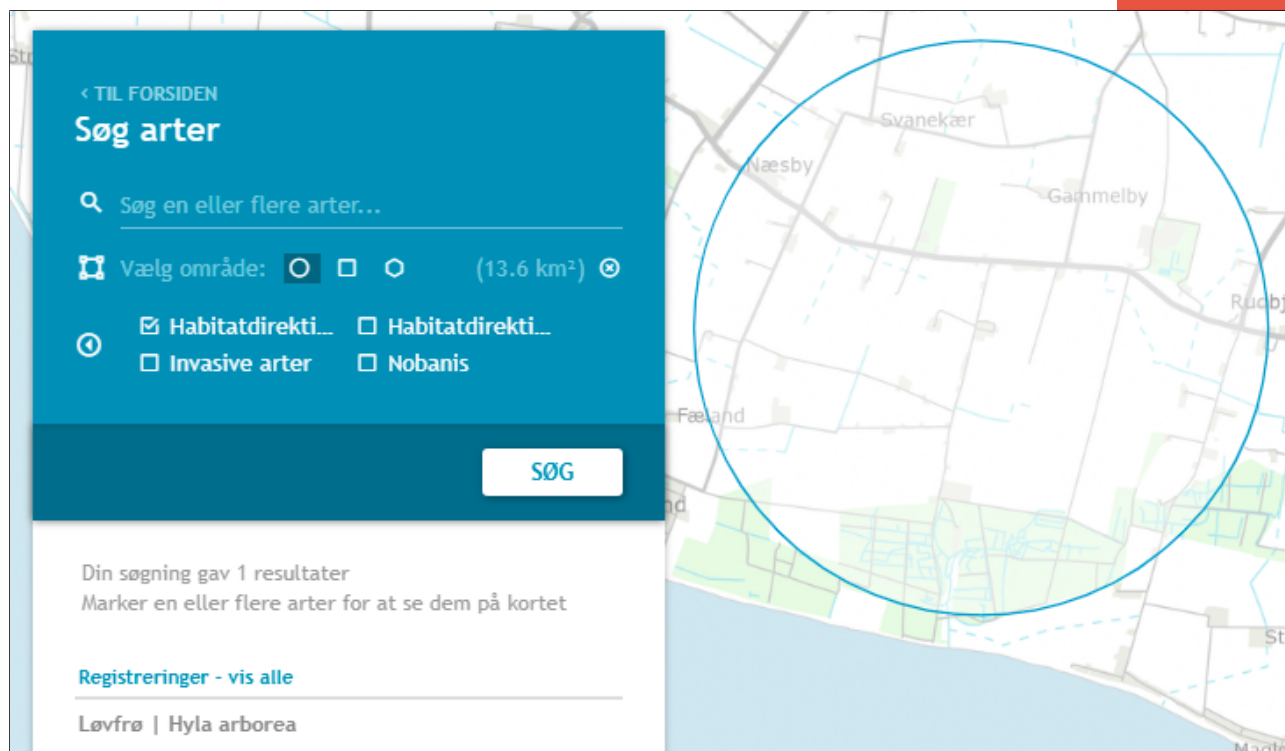 ‹ TIL FORSIDEN
Søg arter
Søg en eller flere arter...
Vælg område: (13.6 km²)
Habitatdirekti... Habitatdirekti...
Invasive arter Nobanis
SØG
Din søgning gav 1 resultater
Marker en eller flere arter for at se dem på kortet
Registreringer - vis alle
Løvfrø | Hyla arborea
Svanekær
Næsby
Gammelby
Fæland